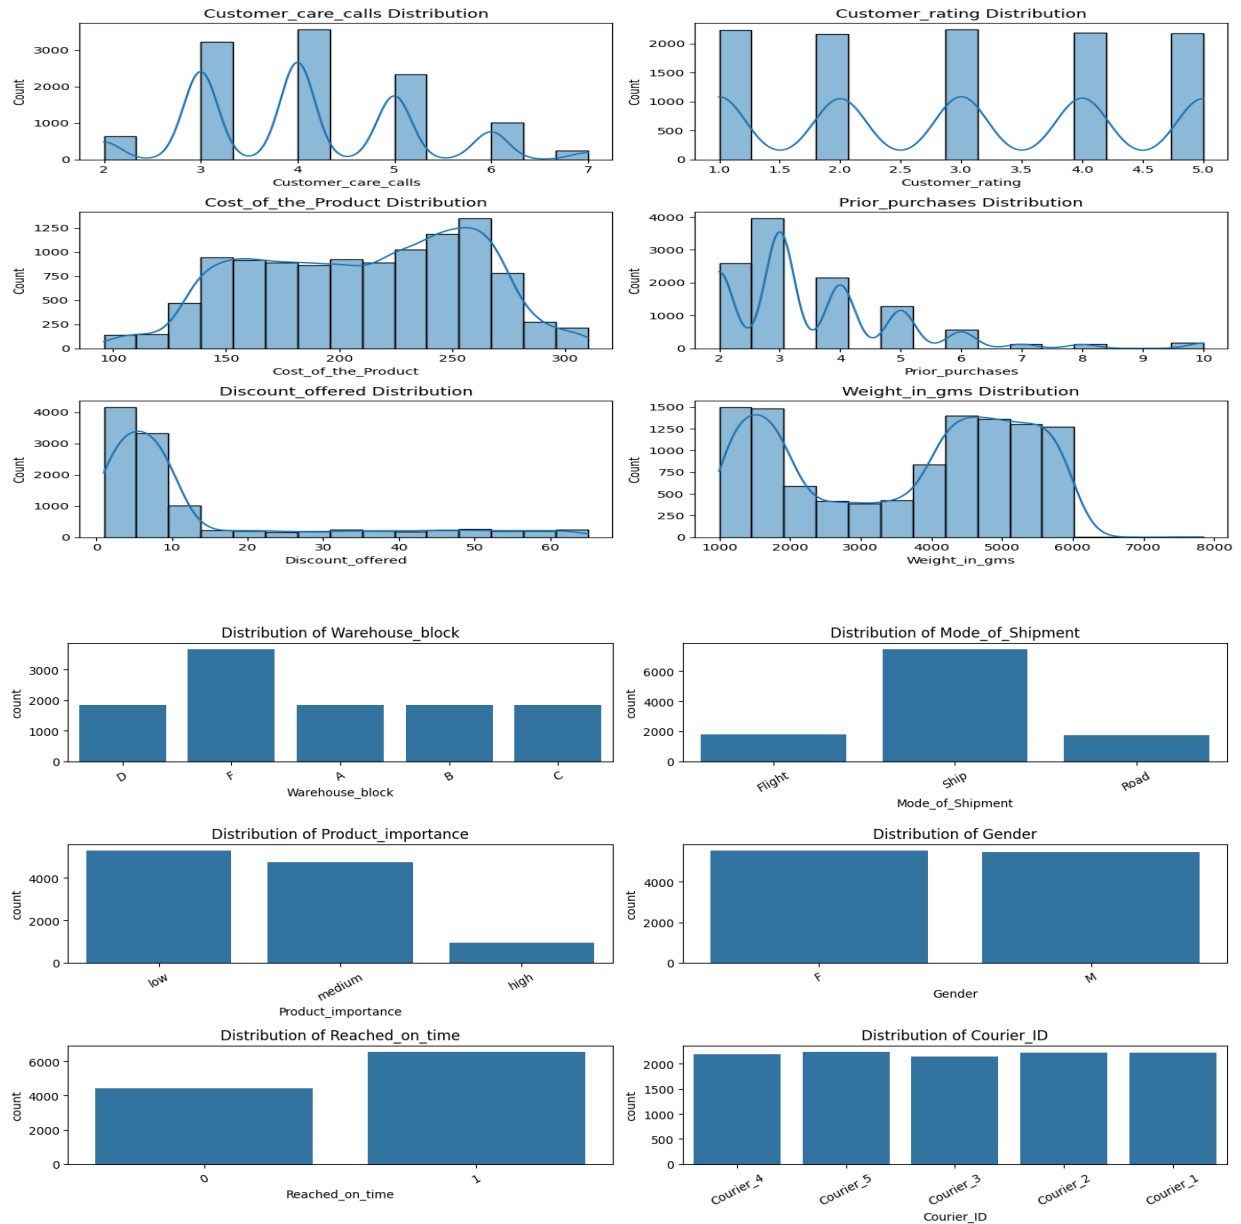 Customer_care_calls Distribution
Count
3000
2000
1000
0
2 3 4 5 6 7
Customer_care_calls
Customer_rating Distribution
Count
2000
1500
1000
500
0
1.0 1.5 2.0 2.5 3.0 3.5 4.0 4.5 5.0
Customer_rating
Cost_of_the_Product Distribution
Count
1250
1000
750
500
250
0
100 150 200 250 300
Cost_of_the_Product
Prior_purchases Distribution
Count
4000
3000
2000
1000
0
2 3 4 5 6 7 8 9 10
Prior_purchases
Discount_offered Distribution
Count
4000
3000
2000
1000
0
0 10 20 30 40 50 60
Discount_offered
Weight_in_gms Distribution
Count
1500
1250
1000
750
500
250
0
1000 2000 3000 4000 5000 6000 7000 8000
Weight_in_gms
Distribution of Warehouse_block
count
3000
2000
1000
0
D F A B C
Warehouse_block
Distribution of Mode_of_Shipment
count
6000
4000
2000
0
Flight Ship Road
Mode_of_Shipment
Distribution of Product_importance
count
4000
2000
0
low medium high
Product_importance
Distribution of Gender
count
4000
2000
0
F M
Gender
Distribution of Reached_on_time
count
6000
4000
2000
0
0 1
Reached_on_time
Distribution of Courier_ID
count
2000
1500
1000
500
0
Courier_4 Courier_5 Courier_3 Courier_2 Courier_1
Courier_ID